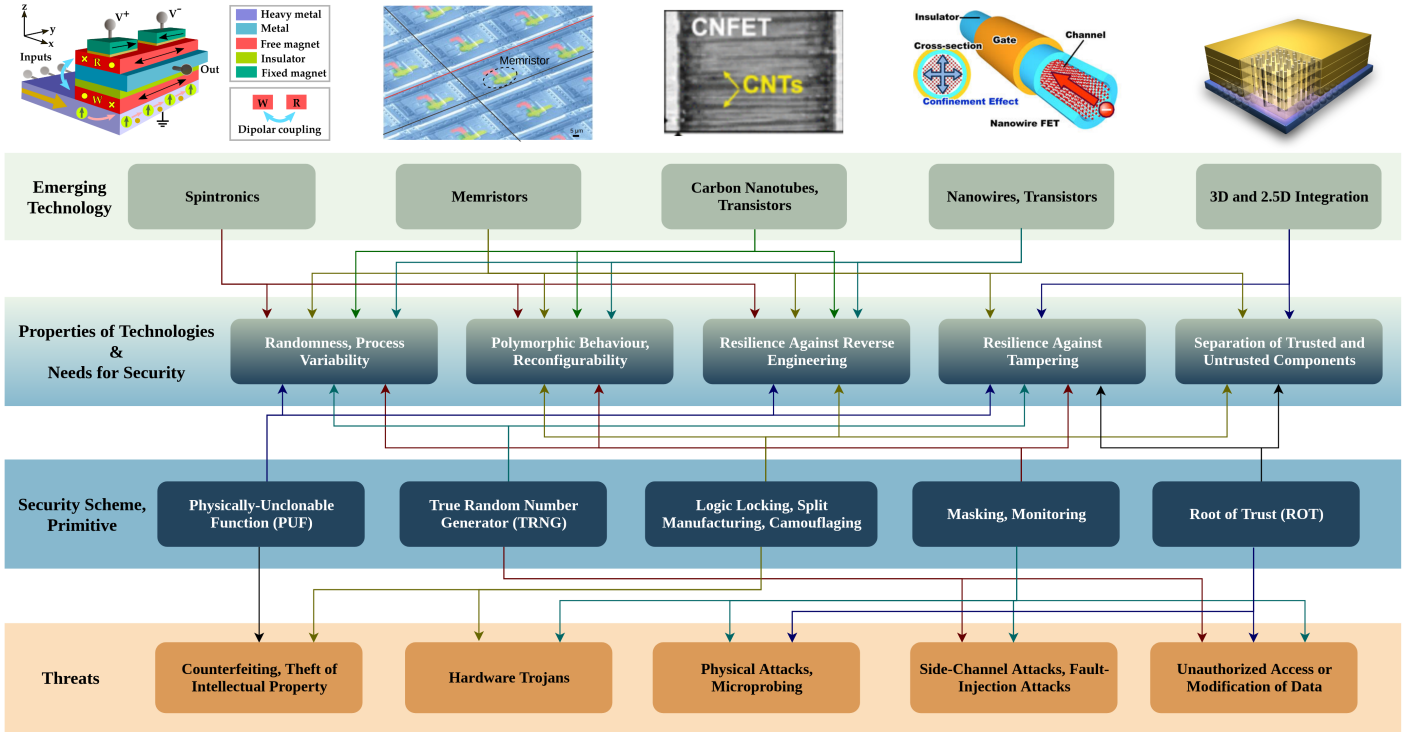 z
y
x
V+
V−
Inputs
R
W
Out
Heavy metal
Metal
Free magnet
Insulator
Fixed magnet
W R
Dipolar coupling
Memristor
5 µm
CNFET
CNTs
Insulator
Gate
Channel
Cross-section
Confinement Effect
Nanowire FET
Emerging
Technology
Spintronics
Memristors
Carbon Nanotubes,
Transistors
Nanowires, Transistors
3D and 2.5D Integration
Properties of Technologies
&
Needs for Security
Randomness, Process
Variability
Polymorphic Behaviour,
Reconfigurability
Resilience Against Reverse
Engineering
Resilience Against
Tampering
Separation of Trusted and
Untrusted Components
Security Scheme,
Primitive
Physically-Unclonable
Function (PUF)
True Random Number
Generator (TRNG)
Logic Locking, Split
Manufacturing, Camouflaging
Masking, Monitoring
Root of Trust (ROT)
Threats
Counterfeiting, Theft of
Intellectual Property
Hardware Trojans
Physical Attacks,
Microprobing
Side-Channel Attacks, Fault-
Injection Attacks
Unauthorized Access or
Modification of Data